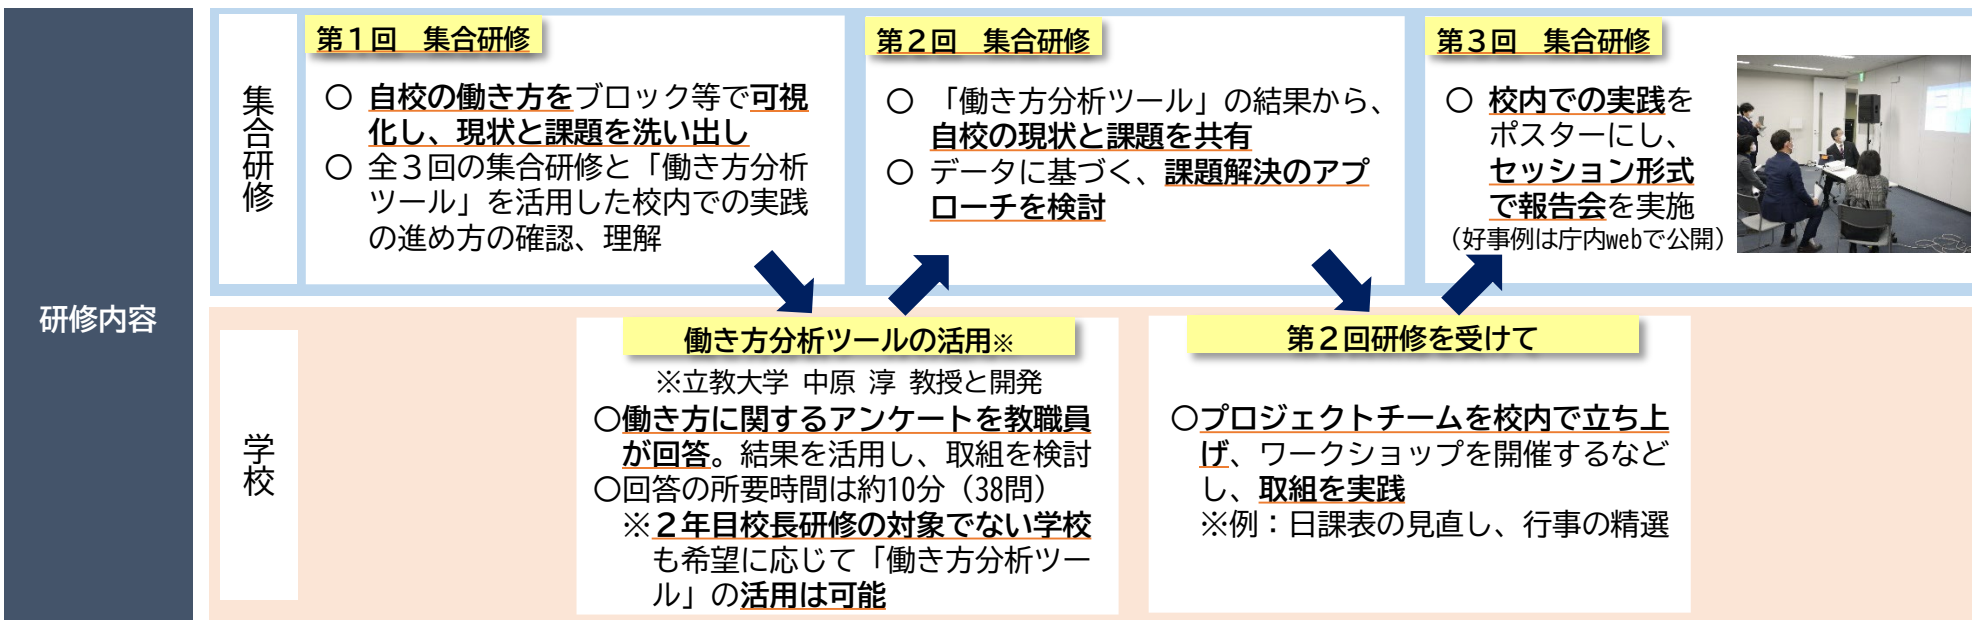 研修内容
集合研修
第1回　集合研修
〇 自校の働き方をブロック等で可視
化し、現状と課題を洗い出し
〇 全３回の集合研修と「働き方分析
ツール」を活用した校内での実践
の進め方の確認、理解
第２回　集合研修
〇 「働き方分析ツール」の結果から、
自校の現状と課題を共有
〇 データに基づく、課題解決のアプ
ローチを検討
第３回　集合研修
〇 校内での実践を
ポスターにし、
セッション形式
で報告会を実施
（好事例は庁内webで公開）
学校
働き方分析ツールの活用※
※立教大学 中原 淳 教授と開発
〇働き方に関するアンケートを教職員
が回答。結果を活用し、取組を検討
〇回答の所要時間は約10分（38問）
※２年目校長研修の対象でない学校
も希望に応じて「働き方分析ツー
ル」の活用は可能
第２回研修を受けて
〇プロジェクトチームを校内で立ち上
げ、ワークショップを開催するなど
し、取組を実践
※例：日課表の見直し、行事の精選